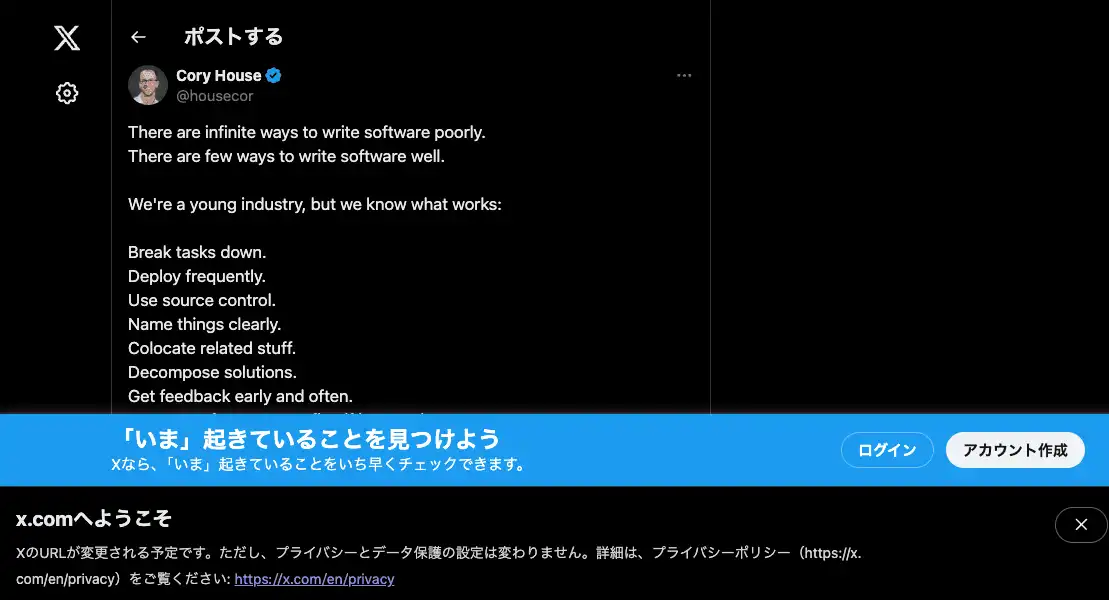 ポストする
Cory House
@housecor
There are infinite ways to write software poorly.
There are few ways to write software well.
We're a young industry, but we know what works:
Break tasks down.
Deploy frequently.
Use source control.
Name things clearly.
Colocate related stuff.
Decompose solutions.
Get feedback early and often.
「いま」起きていることを見つけよう
Xなら、「いま」起きていることをいち早くチェックできます。
ログイン
アカウント作成
x.comへようこそ
XのURLが変更される予定です。ただし、プライバシーとデータ保護の設定は変わりません。詳細は、プライバシーポリシー（https://x.
com/en/privacy）をご覧ください: https://x.com/en/privacy